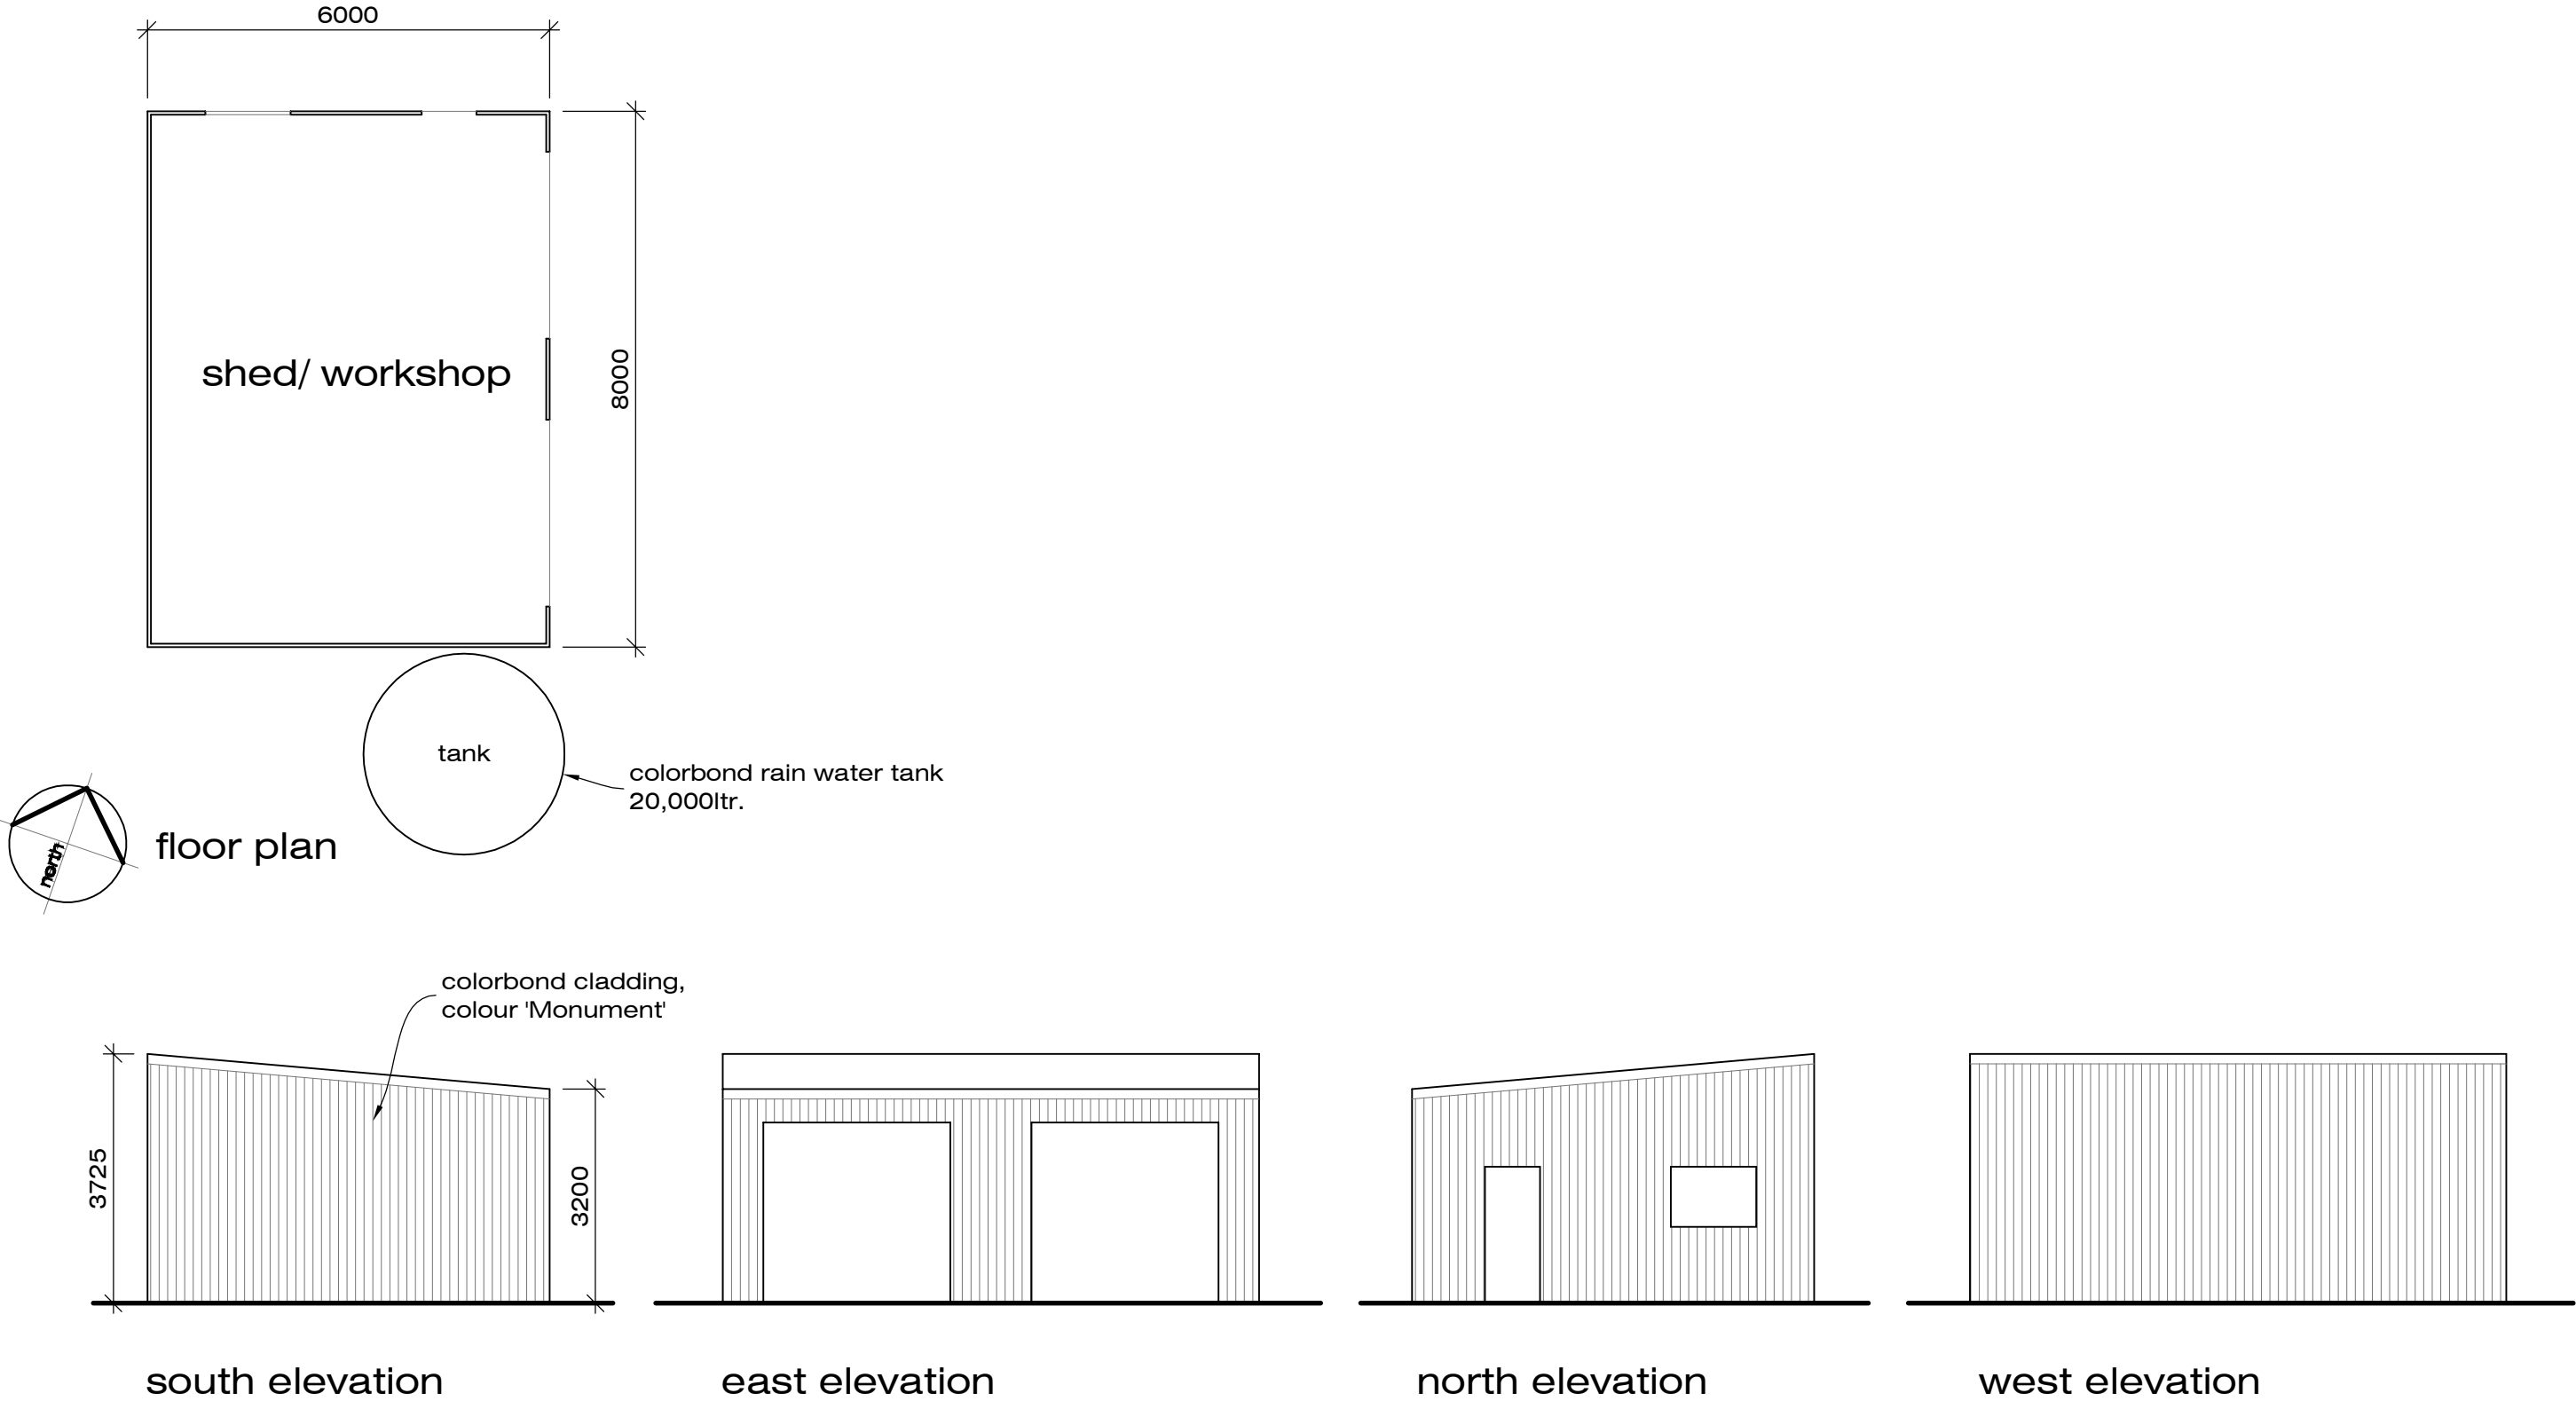 6000
shed/ workshop
8000
tank
colorbond rain water tank
20,000ltr.
north
floor plan
colorbond cladding,
colour 'Monument'
3725
3200
south elevation
east elevation
north elevation
west elevation